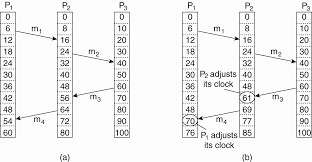 P1 P2 P3 P1 P2 P3
0 0 0 0 0 0
6 8 10 6 8 10
m1 m1
12 16 20 12 16 20
18 24 30 18 24 30
m2 m2
24 32 40 24 32 40
30 40 50 30 40 50
P2 adjusts
its clock
36 48 60 36 48 60
42 56 70 42 61 70
m3 m3
48 64 80 48 69 80
m4 m4
54 72 90 70 77 90
60 80 100 76 85 100
P1 adjusts
its clock
(a) (b)